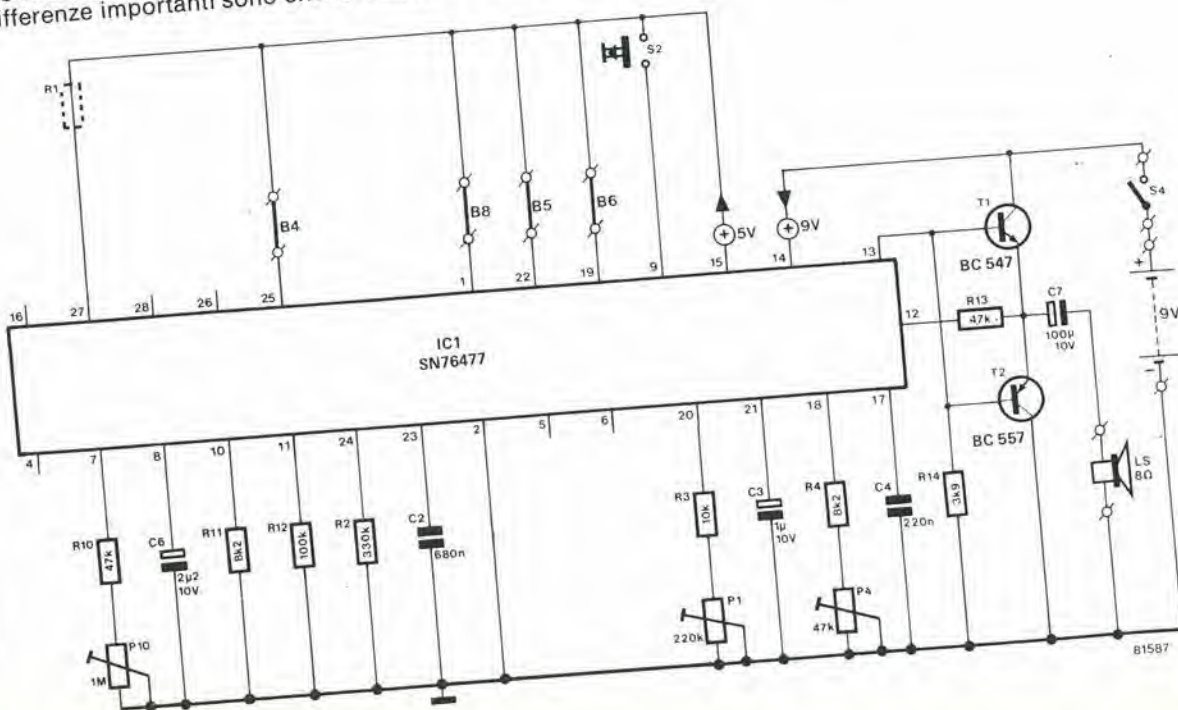 ifferenze importanti sono che
R1
B4
B8
B5
B6
S2
5V
9V
S4
T1
BC 547
16
27
28
26
25
1
22
19
9
15
14
13
12
IC1
SN76477
R13
47k
C7
100µ
10V
9V
T2
BC 557
4
7
8
10
11
24
23
2
5
6
20
21
18
17
R10
47k
C6
2µ2
10V
R11
8k2
R12
100k
R2
330k
C2
680n
R3
10k
C3
1µ
10V
R4
8k2
C4
220n
R14
3k9
LS
8Ω
P10
1M
P1
220k
P4
47k
81587